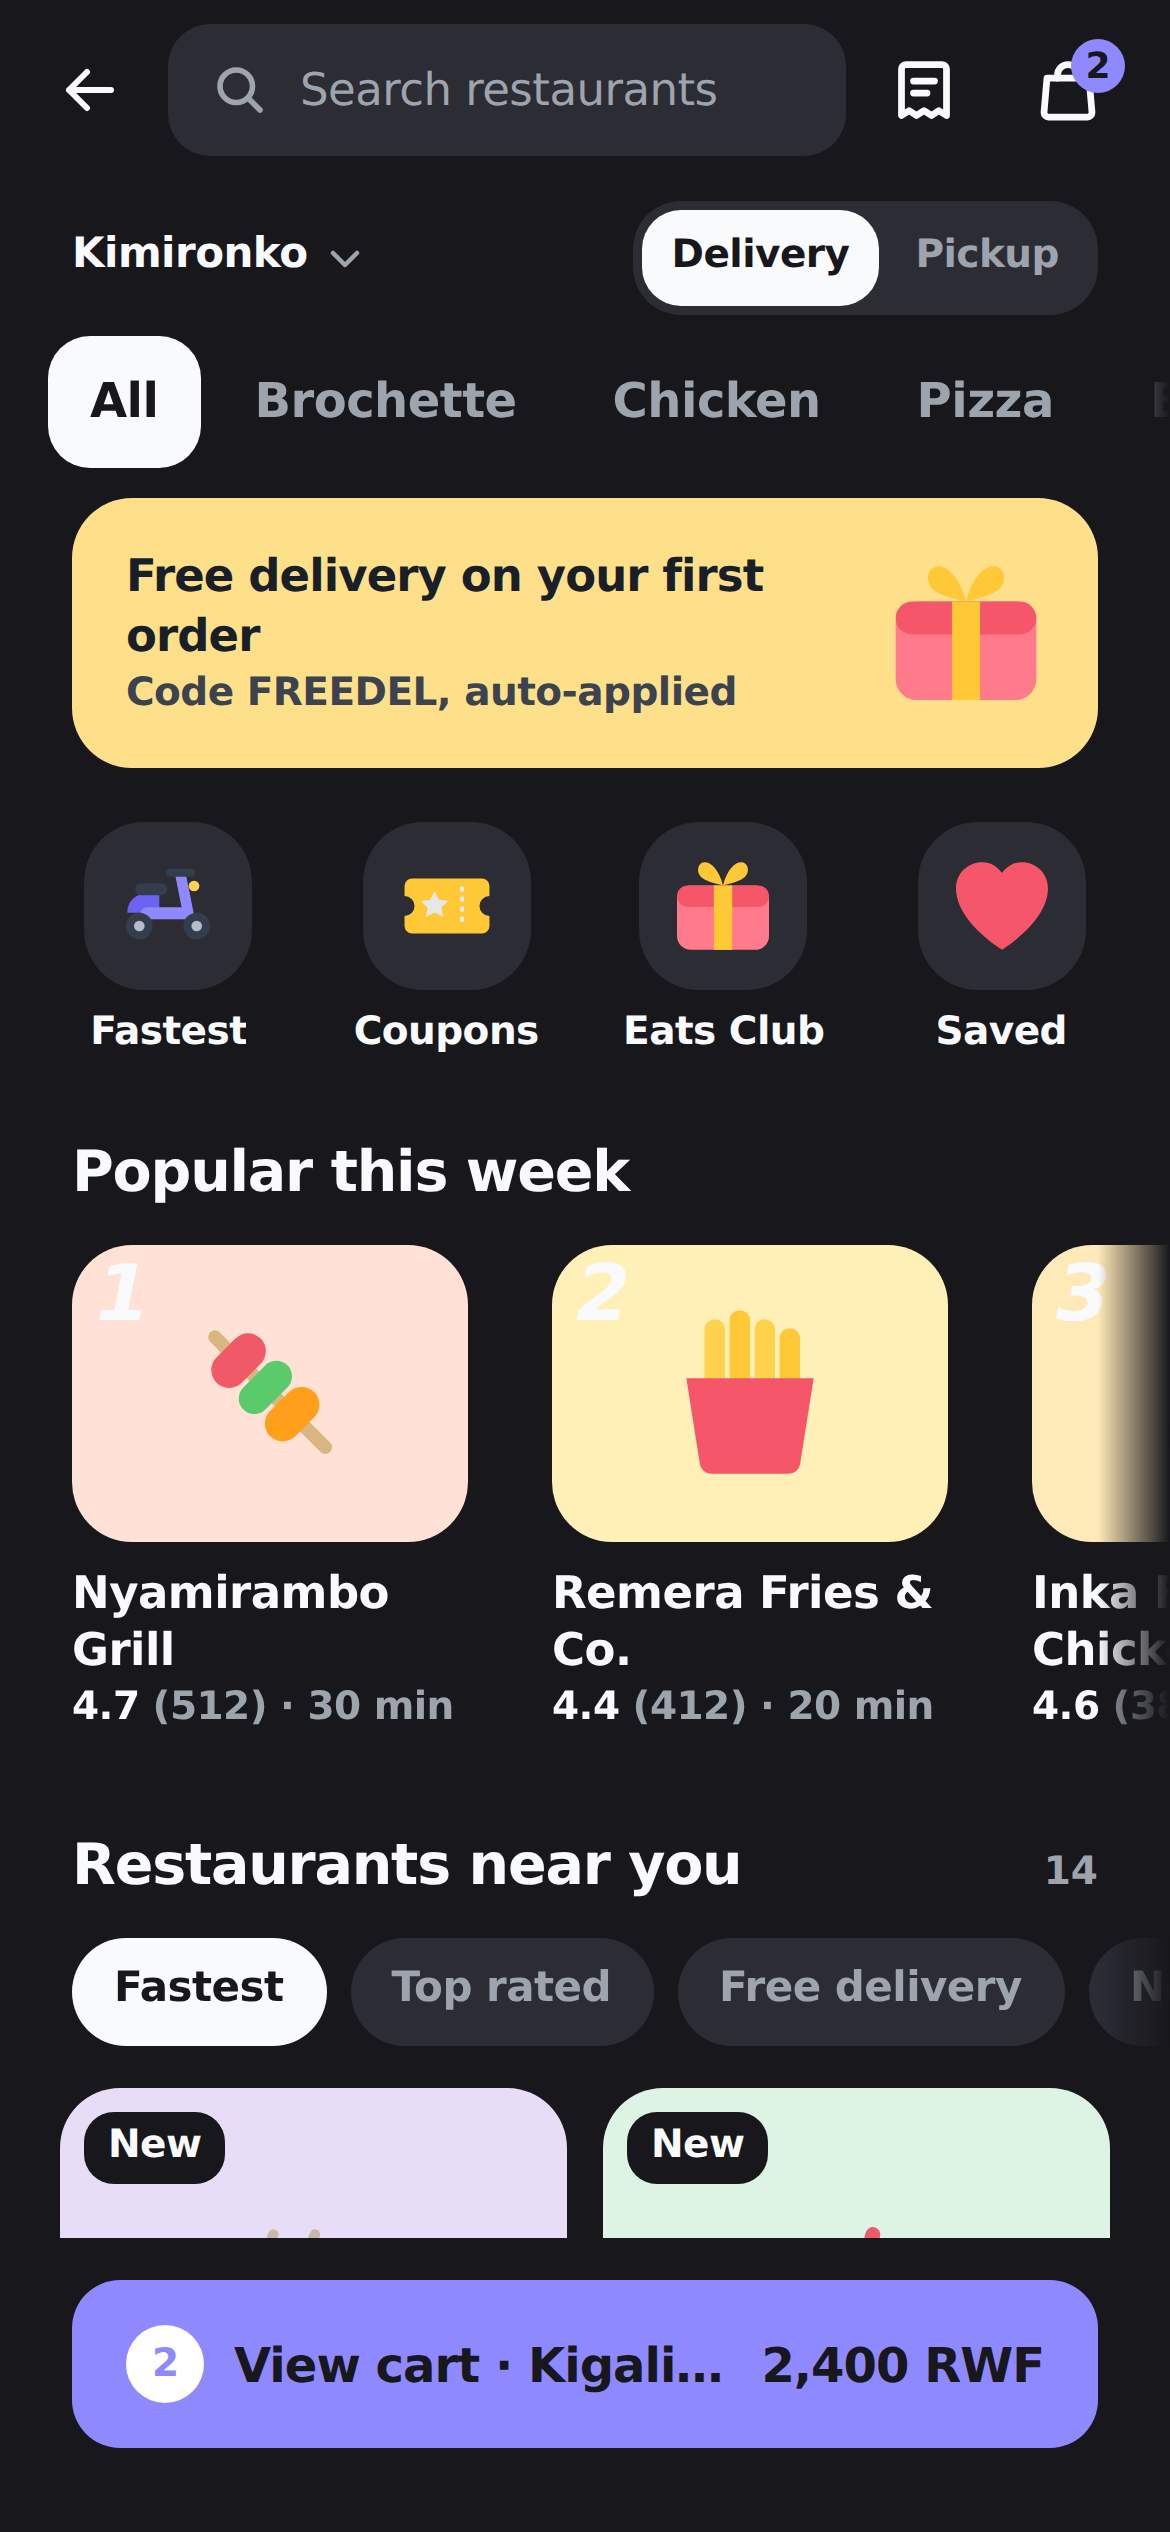 Search restaurants
2
Kimironko
Delivery
Pickup
All
Brochette
Chicken
Pizza
Free delivery on your first
order
Code FREEDEL, auto-applied
Fastest
Coupons
Eats Club
Saved
Popular this week
1
2
3
Nyamirambo
Grill
4.7 (512) · 30 min
Remera Fries &
Co.
4.4 (412) · 20 min
Inka
4.6
Restaurants near you
14
Fastest
Top rated
Free delivery
New
New
2
View cart · Kigali...
2,400 RWF